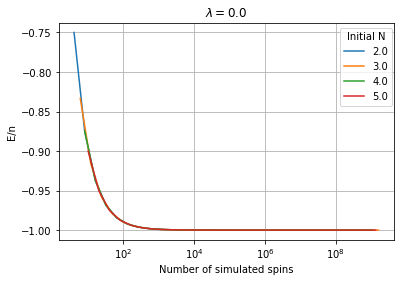 λ = 0.0
Initial N
2.0
3.0
4.0
5.0
E/n
−0.75
−0.80
−0.85
−0.90
−0.95
−1.00
10² 10⁴ 10⁶ 10⁸
Number of simulated spins